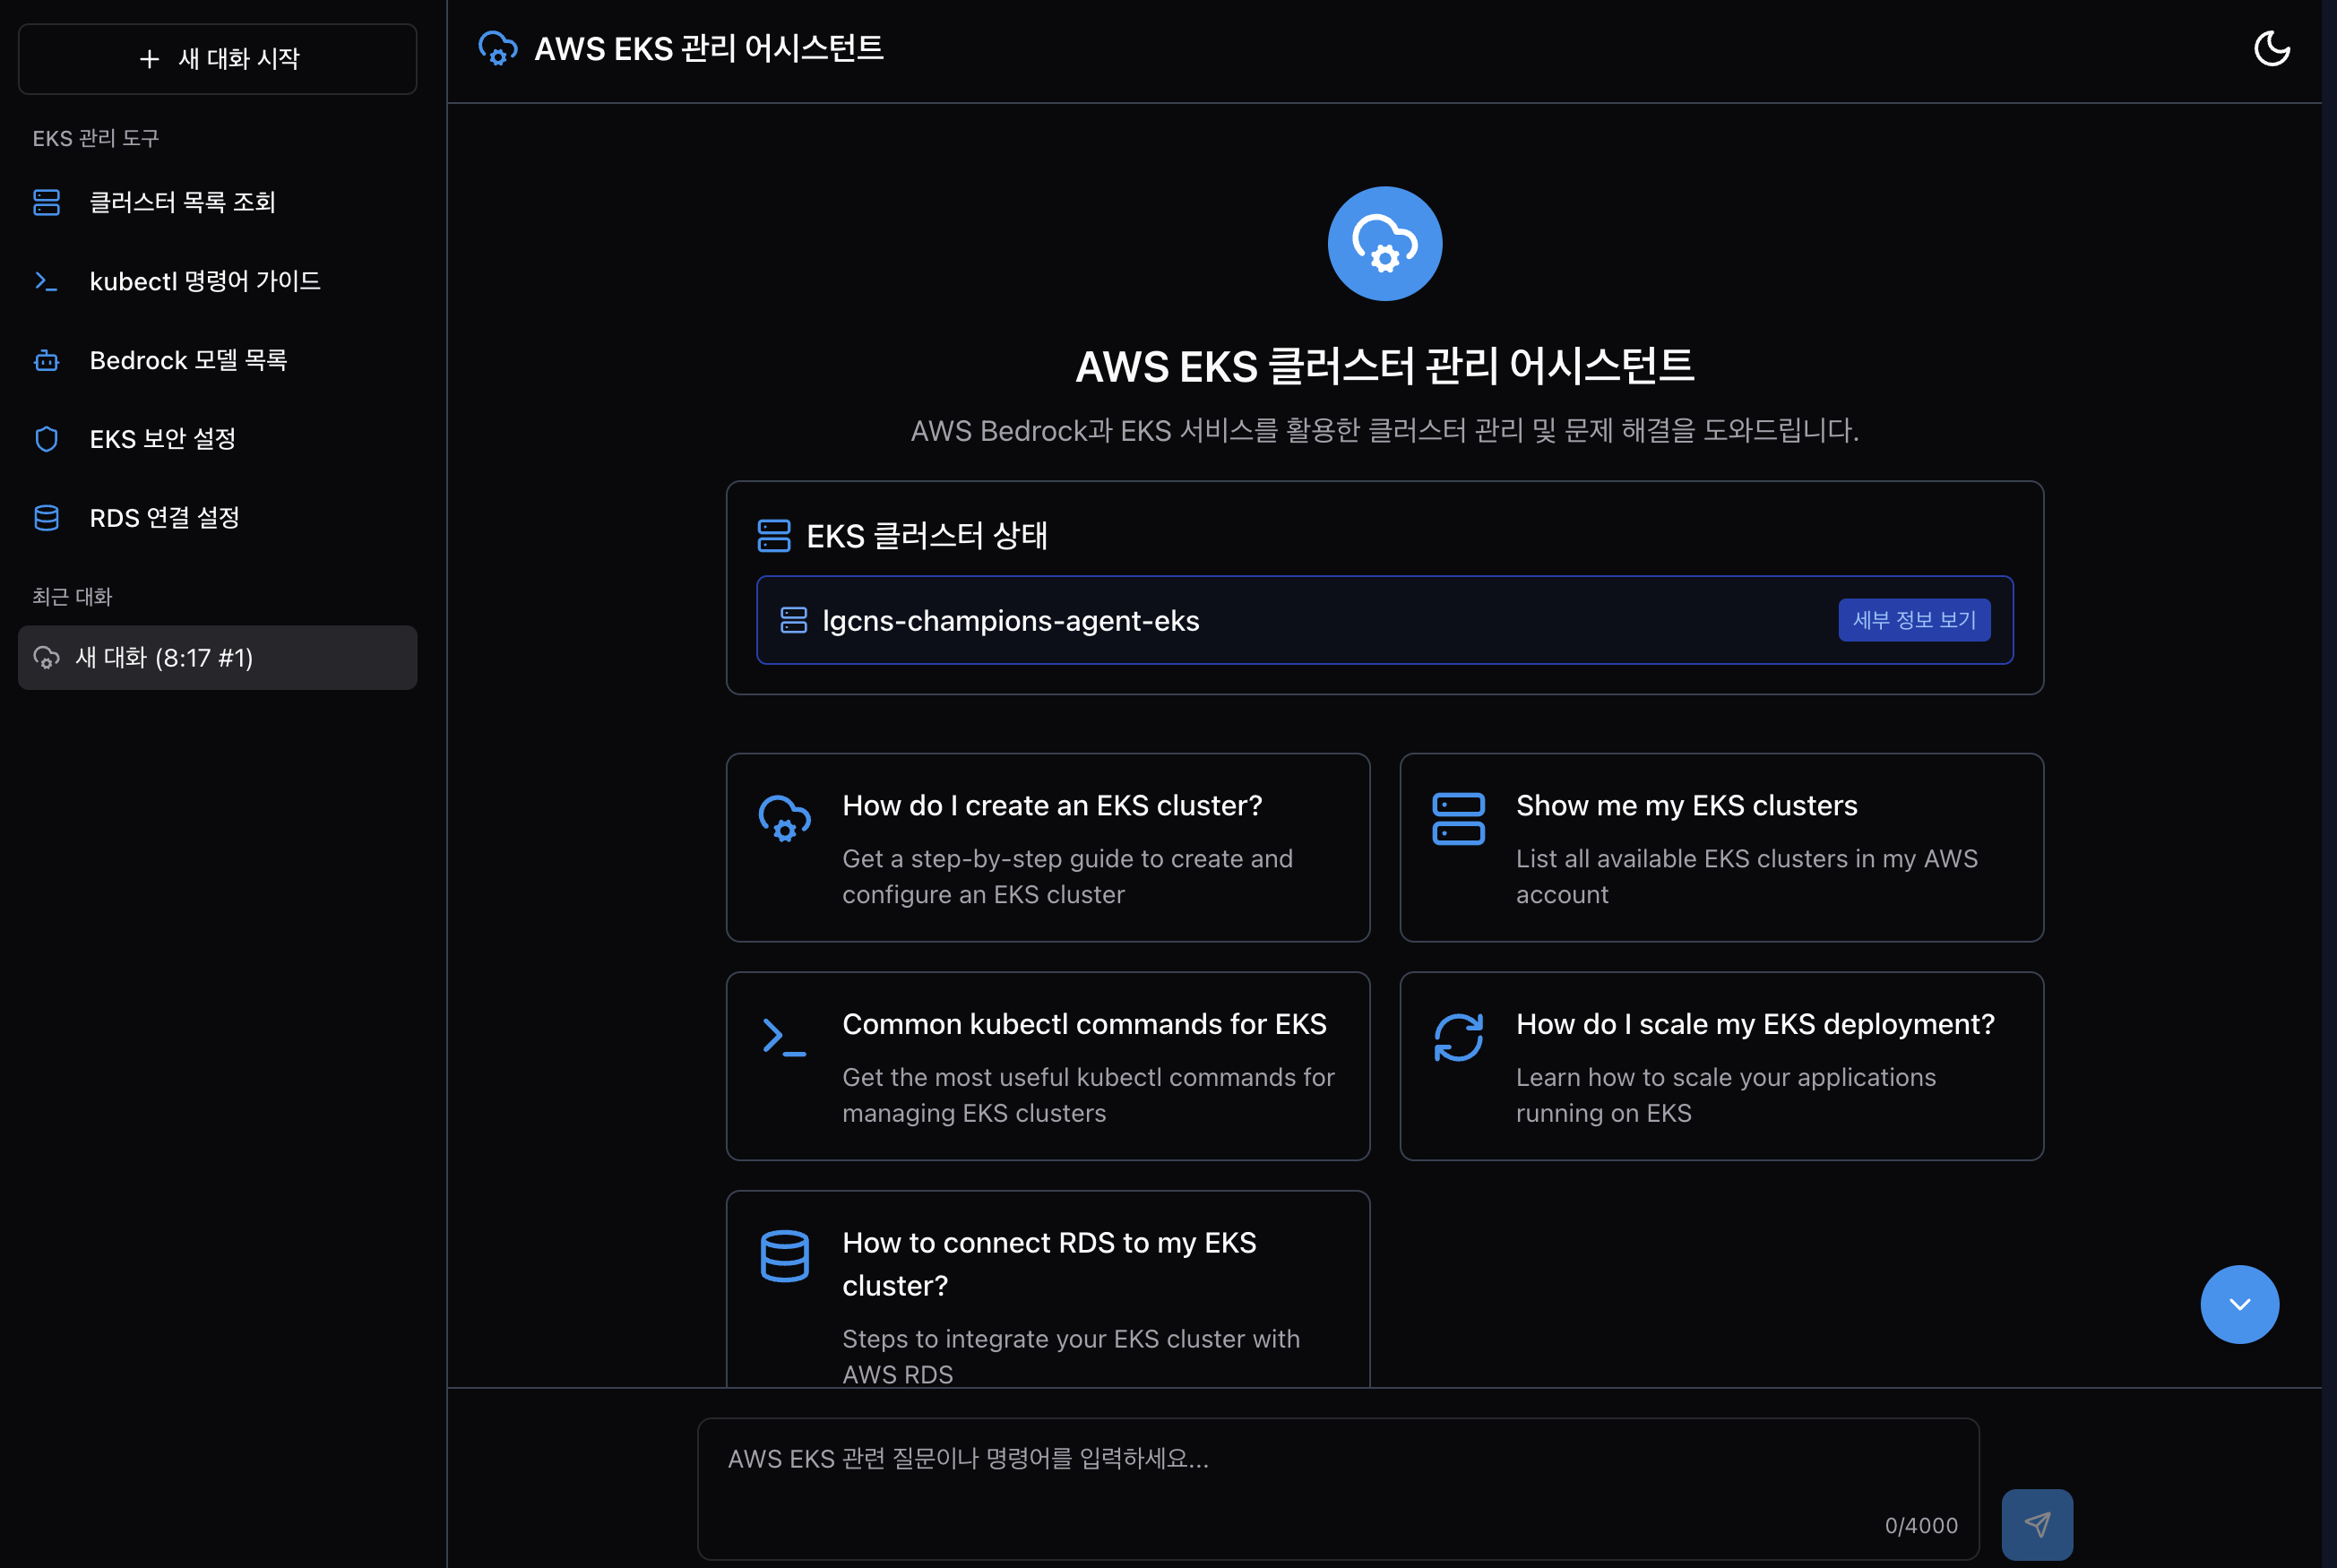 새 대화 시작
EKS 관리 도구
클러스터 목록 조회
kubectl 명령어 가이드
Bedrock 모델 목록
EKS 보안 설정
RDS 연결 설정
최근 대화
새 대화 (8:17 #1)
AWS EKS 관리 어시스턴트
AWS EKS 클러스터 관리 어시스턴트
AWS Bedrock과 EKS 서비스를 활용한 클러스터 관리 및 문제 해결을 도와드립니다.
EKS 클러스터 상태
lgcns-champions-agent-eks
세부 정보 보기
How do I create an EKS cluster?
Get a step-by-step guide to create and
configure an EKS cluster
Show me my EKS clusters
List all available EKS clusters in my AWS
account
Common kubectl commands for EKS
Get the most useful kubectl commands for
managing EKS clusters
How do I scale my EKS deployment?
Learn how to scale your applications
running on EKS
How to connect RDS to my EKS
cluster?
Steps to integrate your EKS cluster with
AWS RDS
AWS EKS 관련 질문이나 명령어를 입력하세요...
0/4000